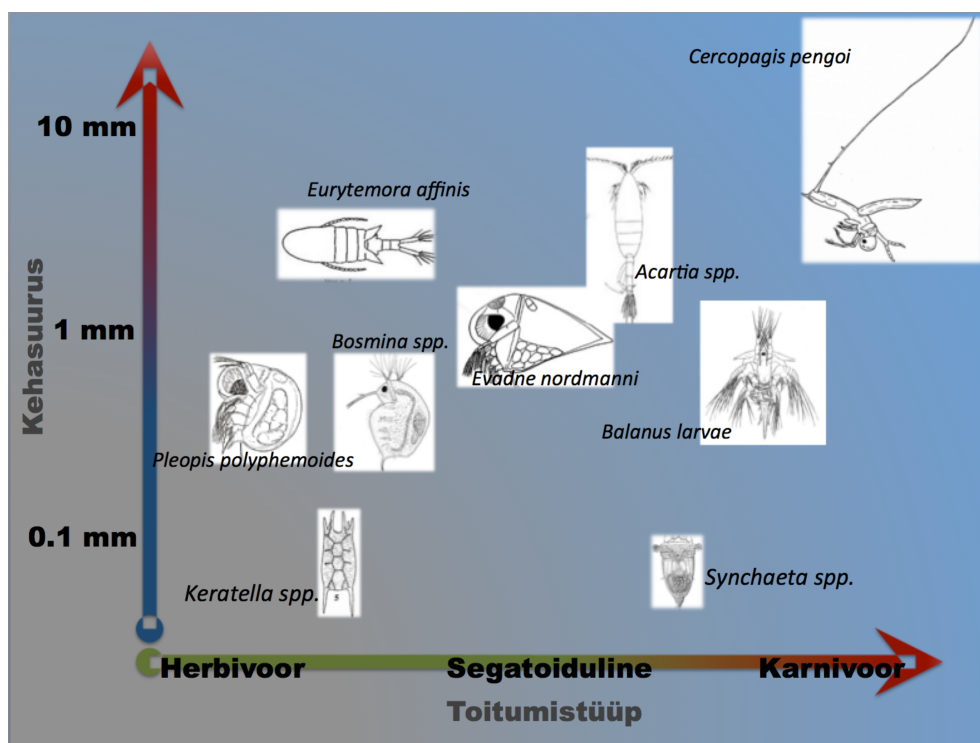 Cercopagis pengoi
10 mm
Eurytemora affinis
Acartia spp.
Kehasuurus
1 mm
Bosmina spp.
Evadne nordmanni
Balanus larvae
Pleopis polyphemoides
0.1 mm
Keratella spp.
Synchaeta spp.
Herbivoor Segatoiduline Karnivoor
Toitumistüüp